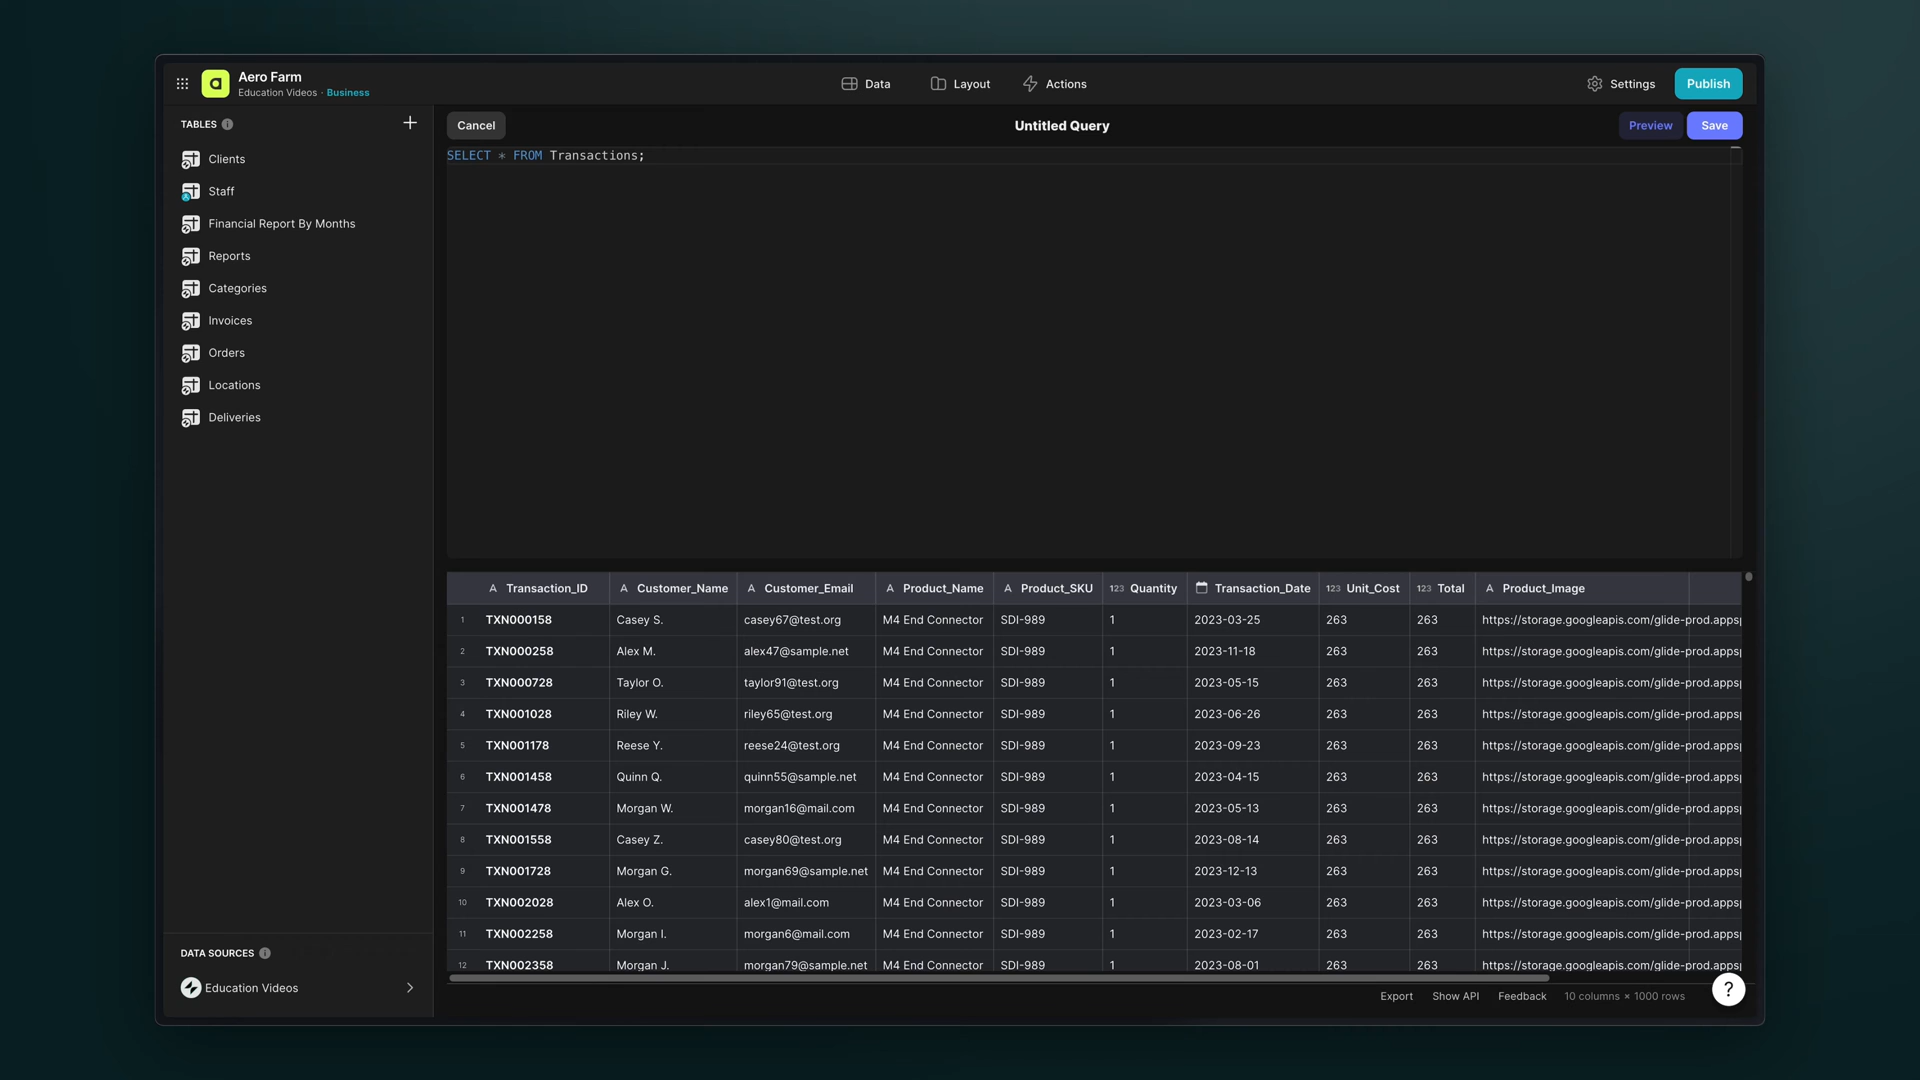 a
Aero Farm
Education Videos · Business
Data
Layout
Actions
Settings
Publish
TABLES
Clients
Staff
Financial Report By Months
Reports
Categories
Invoices
Orders
Locations
Deliveries
DATA SOURCES
Education Videos
Cancel
Untitled Query
Preview
Save
SELECT * FROM Transactions;
A Transaction_ID A Customer_Name A Customer_Email A Product_Name A Product_SKU 123 Quantity Transaction_Date 123 Unit_Cost 123 Total A Product_Image
1 TXN000158 Casey S. casey67@test.org M4 End Connector SDI-989 1 2023-03-25 263 263 https://storage.googleapis.com/glide-prod.apps
2 TXN000258 Alex M. alex47@sample.net M4 End Connector SDI-989 1 2023-11-18 263 263 https://storage.googleapis.com/glide-prod.apps
3 TXN000728 Taylor O. taylor91@test.org M4 End Connector SDI-989 1 2023-05-15 263 263 https://storage.googleapis.com/glide-prod.apps
4 TXN001028 Riley W. riley65@test.org M4 End Connector SDI-989 1 2023-06-26 263 263 https://storage.googleapis.com/glide-prod.apps
5 TXN001178 Reese Y. reese24@test.org M4 End Connector SDI-989 1 2023-09-23 263 263 https://storage.googleapis.com/glide-prod.apps
6 TXN001458 Quinn Q. quinn55@sample.net M4 End Connector SDI-989 1 2023-04-15 263 263 https://storage.googleapis.com/glide-prod.apps
7 TXN001478 Morgan W. morgan16@mail.com M4 End Connector SDI-989 1 2023-05-13 263 263 https://storage.googleapis.com/glide-prod.apps
8 TXN001558 Casey Z. casey80@test.org M4 End Connector SDI-989 1 2023-08-14 263 263 https://storage.googleapis.com/glide-prod.apps
9 TXN001728 Morgan G. morgan69@sample.net M4 End Connector SDI-989 1 2023-12-13 263 263 https://storage.googleapis.com/glide-prod.apps
10 TXN002028 Alex O. alex1@mail.com M4 End Connector SDI-989 1 2023-03-06 263 263 https://storage.googleapis.com/glide-prod.apps
11 TXN002258 Morgan I. morgan6@mail.com M4 End Connector SDI-989 1 2023-02-17 263 263 https://storage.googleapis.com/glide-prod.apps
12 TXN002358 Morgan J. morgan79@sample.net M4 End Connector SDI-989 1 2023-08-01 263 263 https://storage.googleapis.com/glide-prod.apps
Export Show API Feedback 10 columns × 1000 rows
?